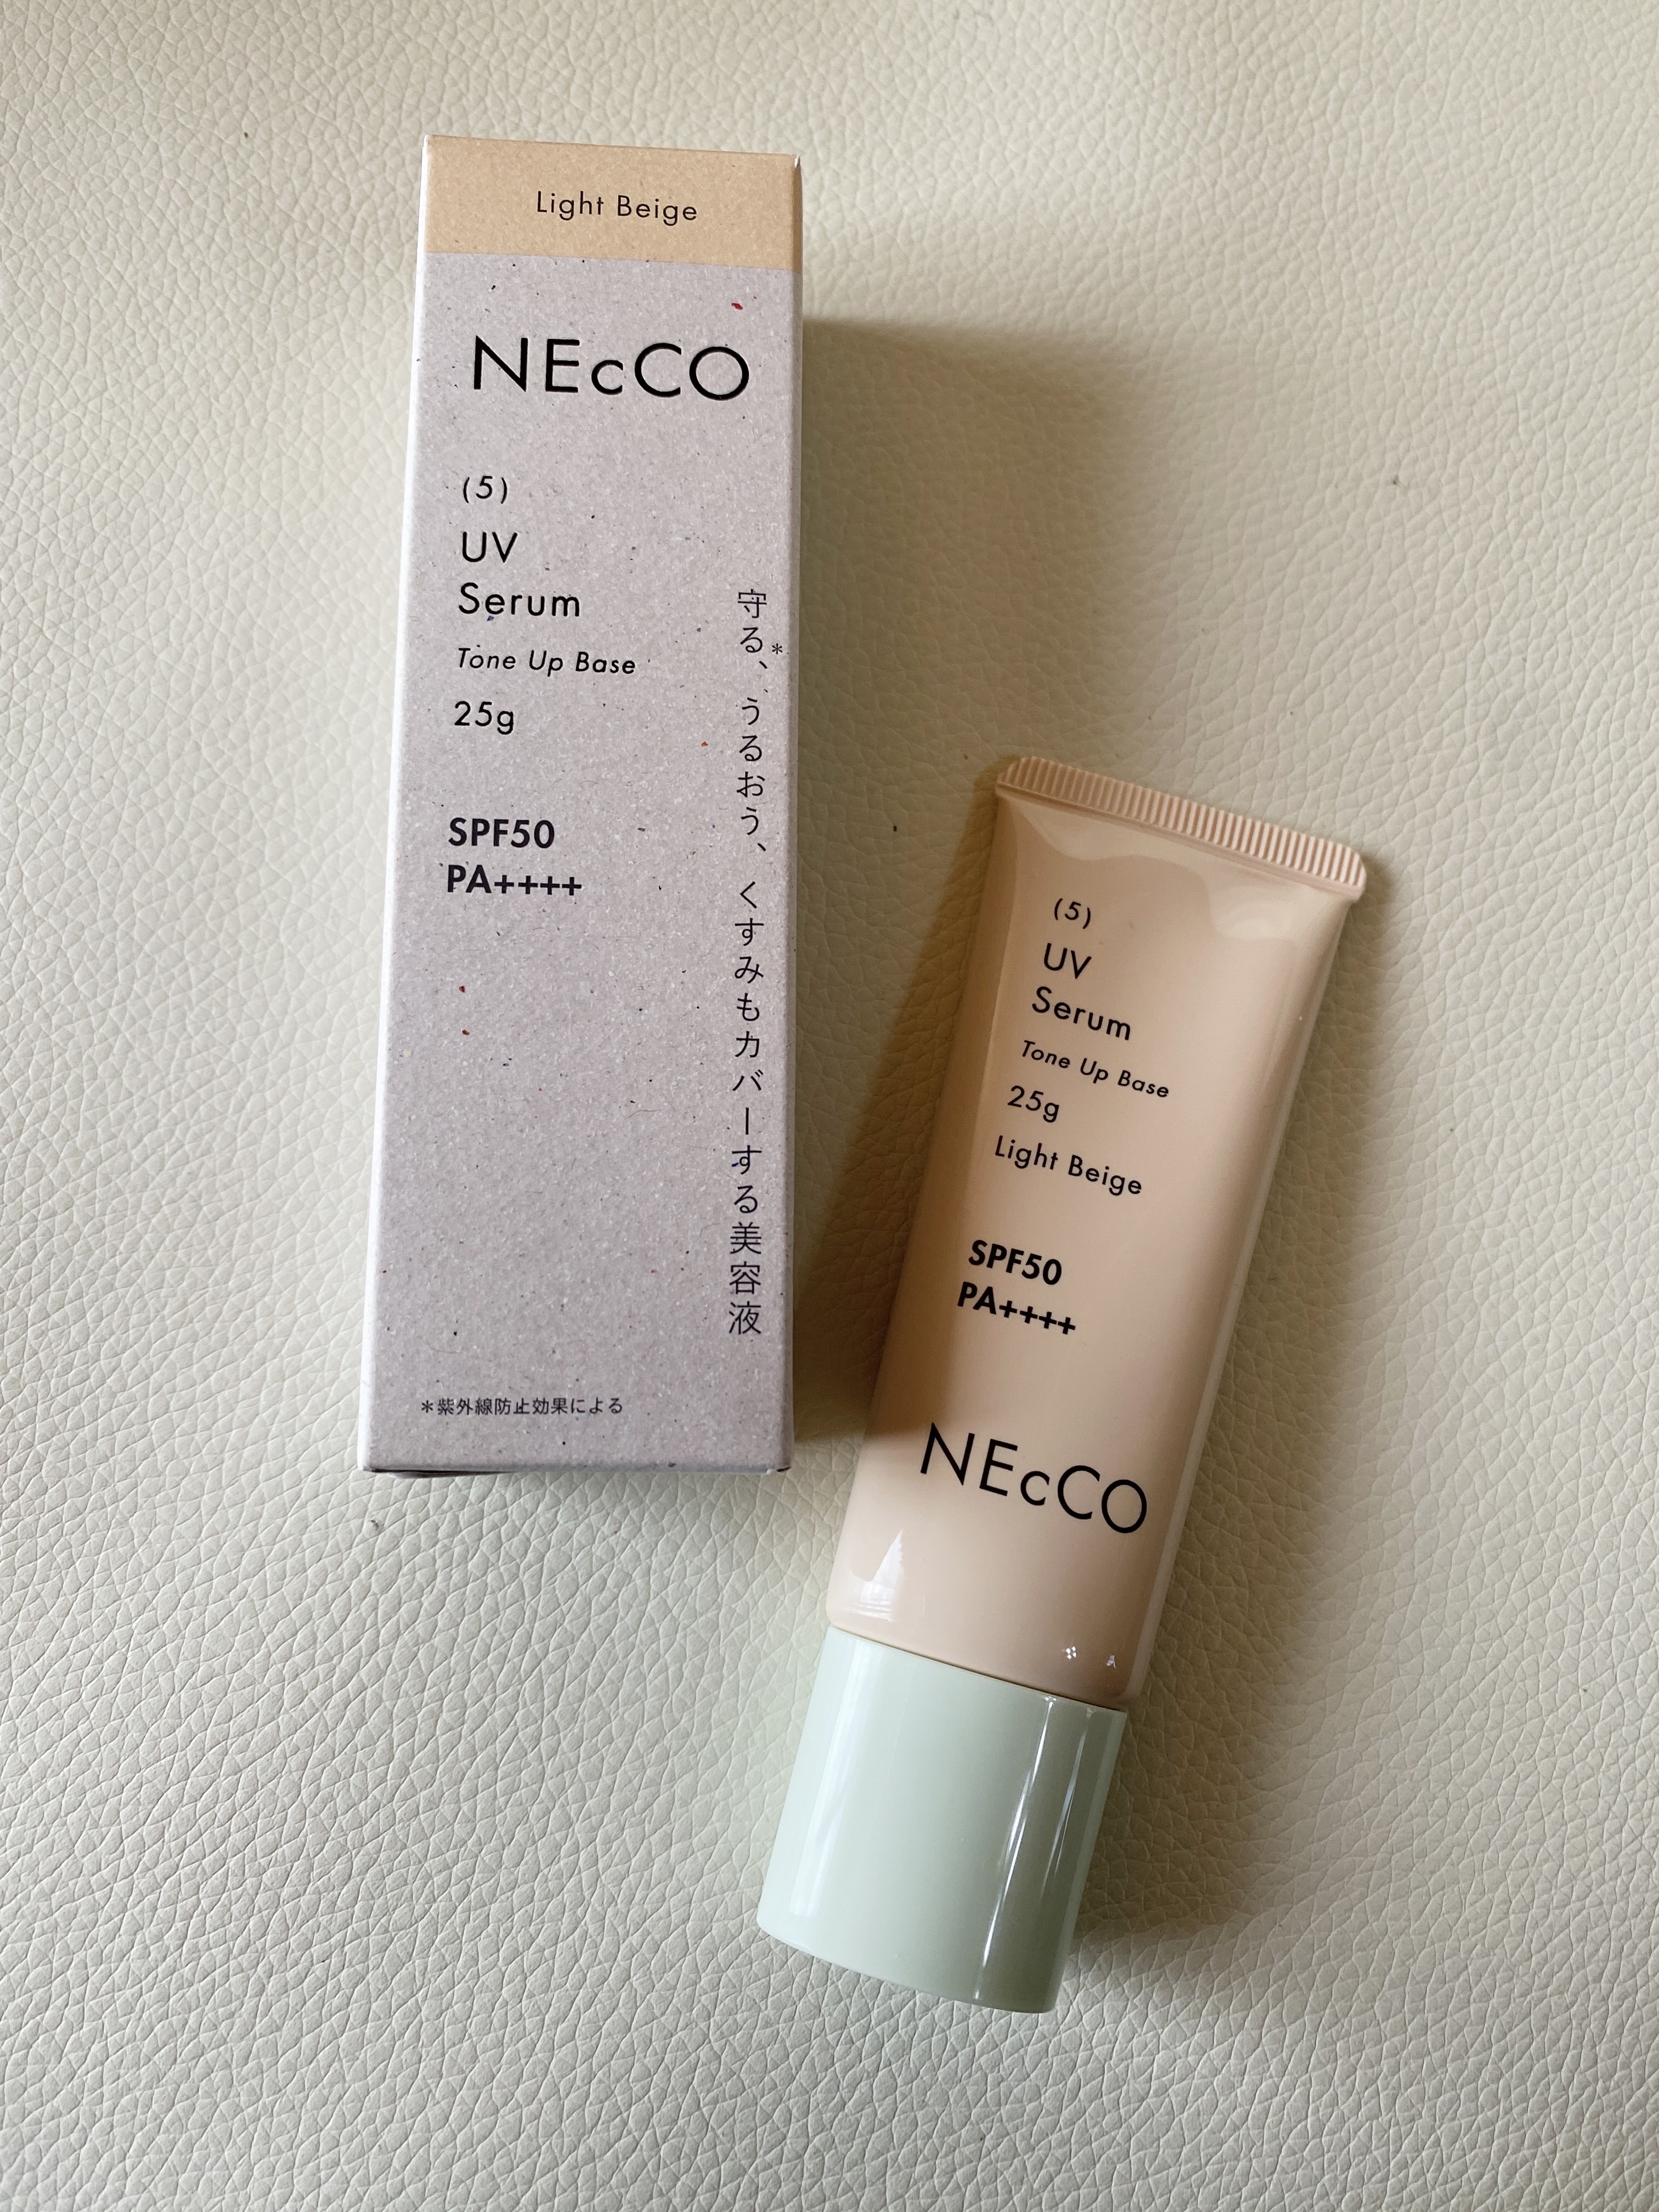 Light Beige
NEcCO
(5)
UV
Serum
Tone Up Base
25g
SPF50
PA++++
守る*、うるおう、くすみもカバーする美容液
*紫外線防止効果による
(5)
UV
Serum
Tone Up Base
25g
Light Beige
SPF50
PA++++
NEcCO